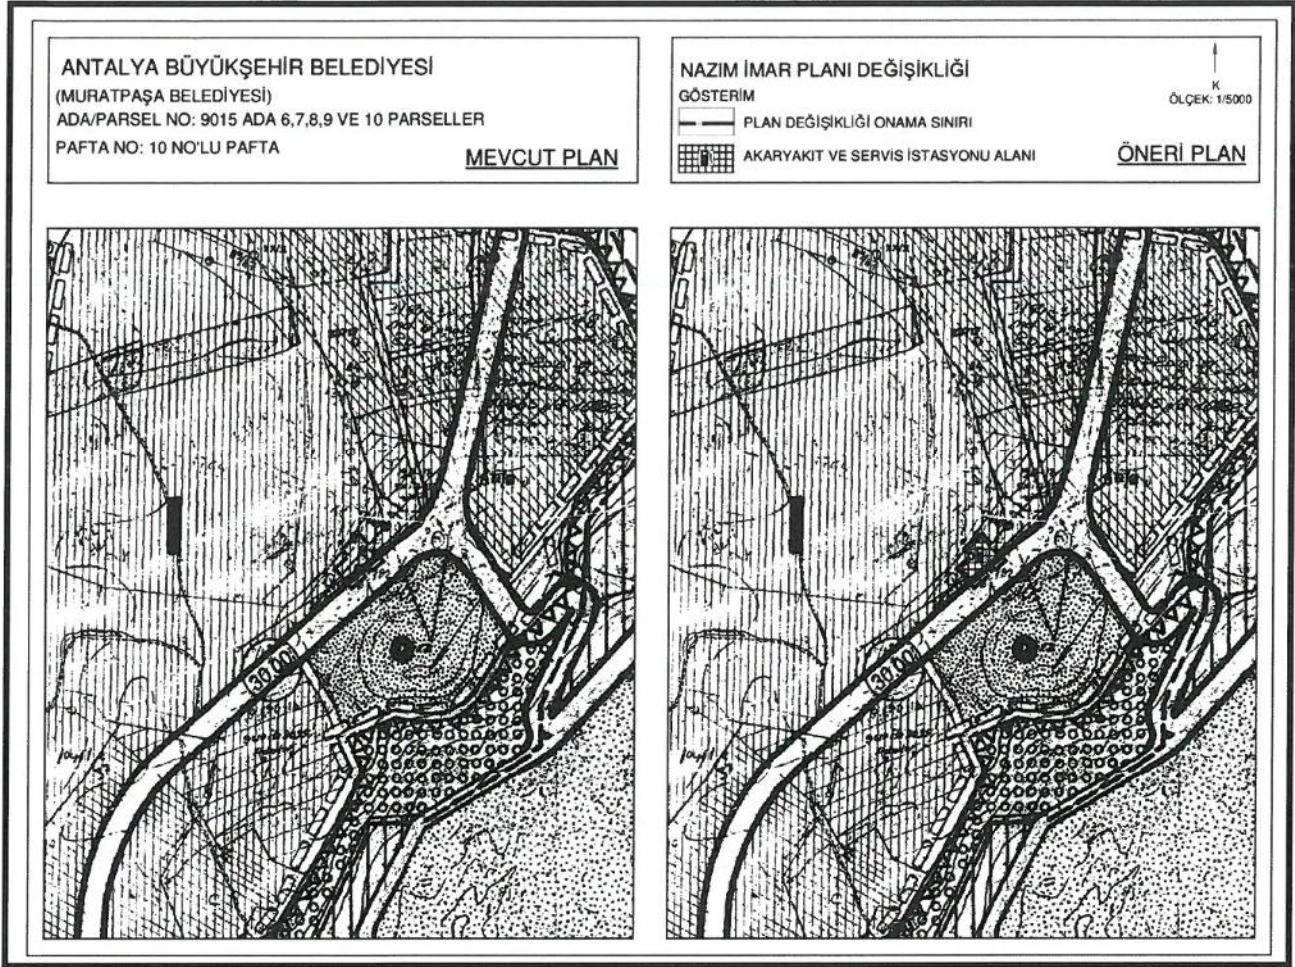 ANTALYA BÜYÜKŞEHİR BELEDİYESİ
(MURATPAŞA BELEDİYESİ)
ADA/PARSEL NO: 9015 ADA 6,7,8,9 VE 10 PARSELLER
PAFTA NO: 10 NO'LU PAFTA
MEVCUT PLAN
NAZIM İMAR PLANI DEĞİŞİKLİĞİ
GÖSTERİM
PLAN DEĞİŞİKLİĞİ ONAMA SINIRI
AKARYAKIT VE SERVİS İSTASYONU ALANI
K
ÖLÇEK: 1/5000
ÖNERİ PLAN
30.00
30.00